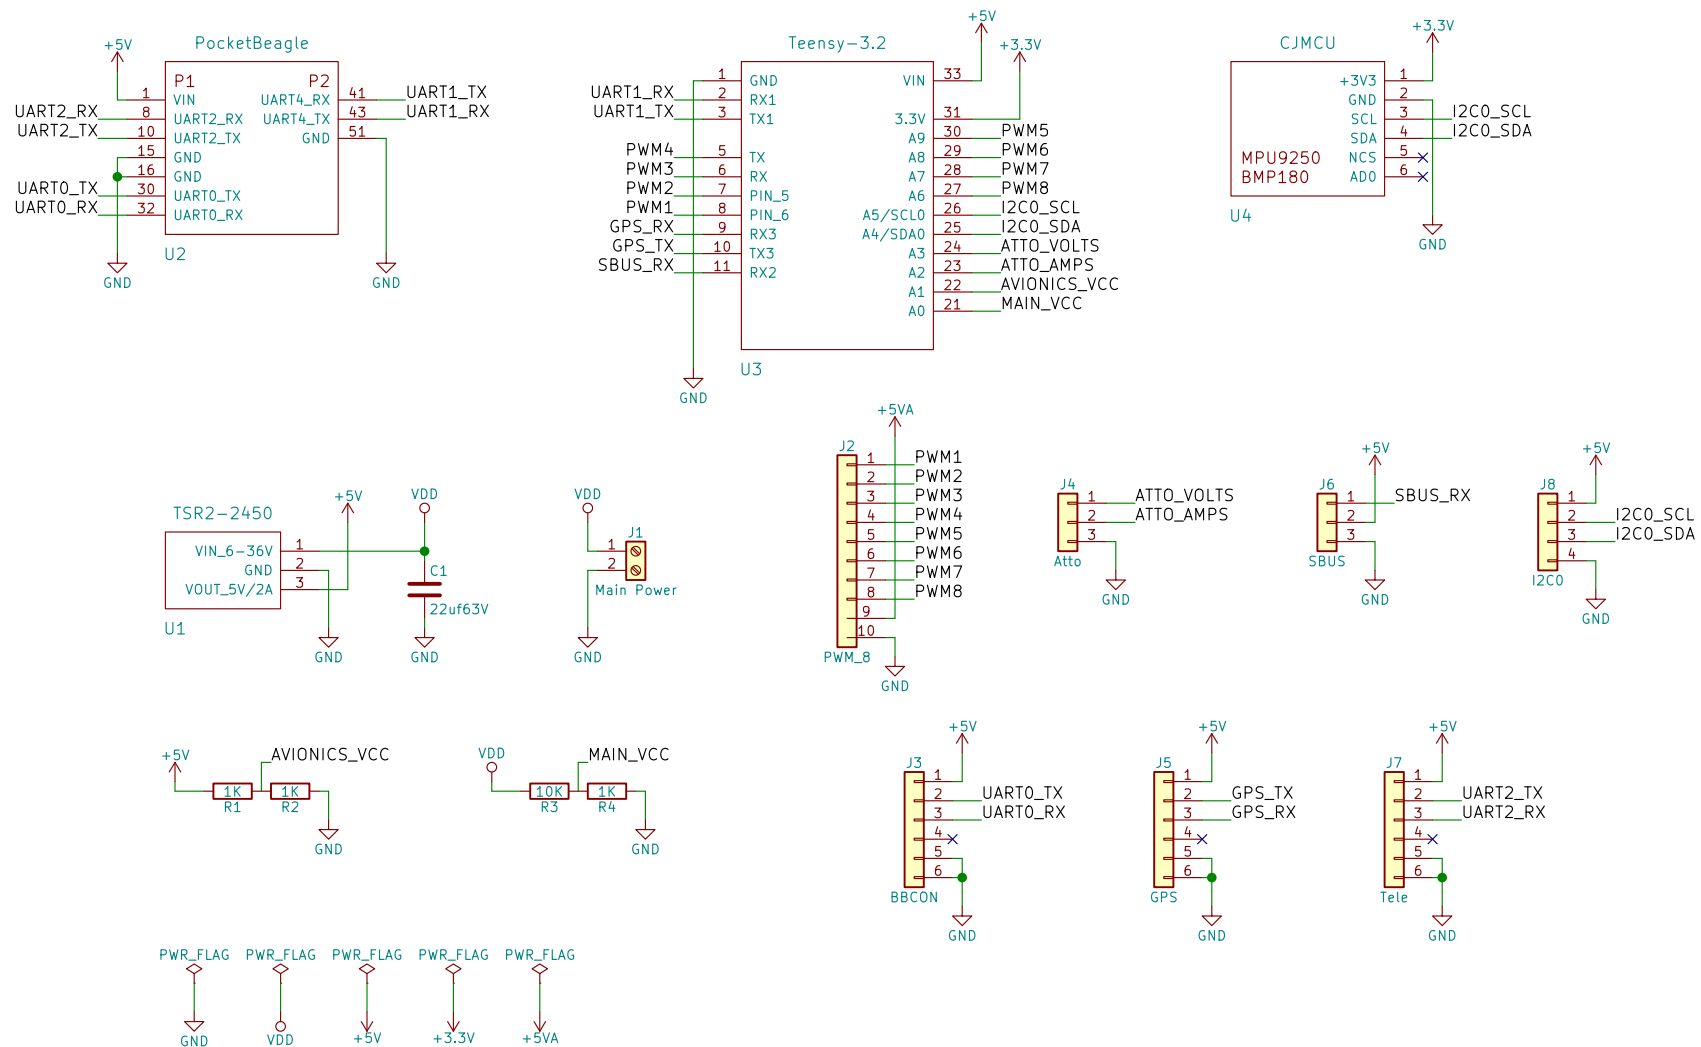 PocketBeagle
+5V
P1 P2
1 VIN UART4_RX 41 UART1_TX
UART2_RX 8 UART2_RX UART4_TX 43 UART1_RX
UART2_TX 10 UART2_TX GND 51
15 GND
16 GND
UART0_TX 30 UART0_TX
UART0_RX 32 UART0_RX
U2
GND GND
Teensy-3.2
+5V
+3.3V
1 GND VIN 33
UART1_RX 2 RX1
UART1_TX 3 TX1 3.3V 31
A9 30 PWM5
PWM4 5 TX A8 29 PWM6
PWM3 6 RX A7 28 PWM7
PWM2 7 PIN_5 A6 27 PWM8
PWM1 8 PIN_6 A5/SCL0 26 I2C0_SCL
GPS_RX 9 RX3 A4/SDA0 25 I2C0_SDA
GPS_TX 10 TX3 A3 24 ATTO_VOLTS
SBUS_RX 11 RX2 A2 23 ATTO_AMPS
A1 22 AVIONICS_VCC
A0 21 MAIN_VCC
U3
GND
CJMCU
+3.3V
+3V3 1
GND 2
SCL 3 I2C0_SCL
SDA 4 I2C0_SDA
MPU9250 NCS 5
BMP180 AD0 6
U4
GND
TSR2-2450
+5V
VDD
VIN_6-36V 1
GND 2
VOUT_5V/2A 3
U1
C1
22uf63V
GND GND
VDD
J1
1
2
Main Power
GND
+5VA
J2
1 PWM1
2 PWM2
3 PWM3
4 PWM4
5 PWM5
6 PWM6
7 PWM7
8 PWM8
9
10
PWM_8
GND
J4
1 ATTO_VOLTS
2 ATTO_AMPS
3
Atto
GND
+5V
J6
1 SBUS_RX
2
3
SBUS
GND
+5V
J8
1
2 I2C0_SCL
3 I2C0_SDA
4
I2C0
GND
+5V AVIONICS_VCC
1K 1K
R1 R2
GND
VDD MAIN_VCC
10K 1K
R3 R4
GND
+5V
J3
1
2 UART0_TX
3 UART0_RX
4
5
6
BBCON
GND
+5V
J5
1
2 GPS_TX
3 GPS_RX
4
5
6
GPS
GND
+5V
J7
1
2 UART2_TX
3 UART2_RX
4
5
6
Tele
GND
PWR_FLAG PWR_FLAG PWR_FLAG PWR_FLAG PWR_FLAG
GND VDD +5V +3.3V +5VA